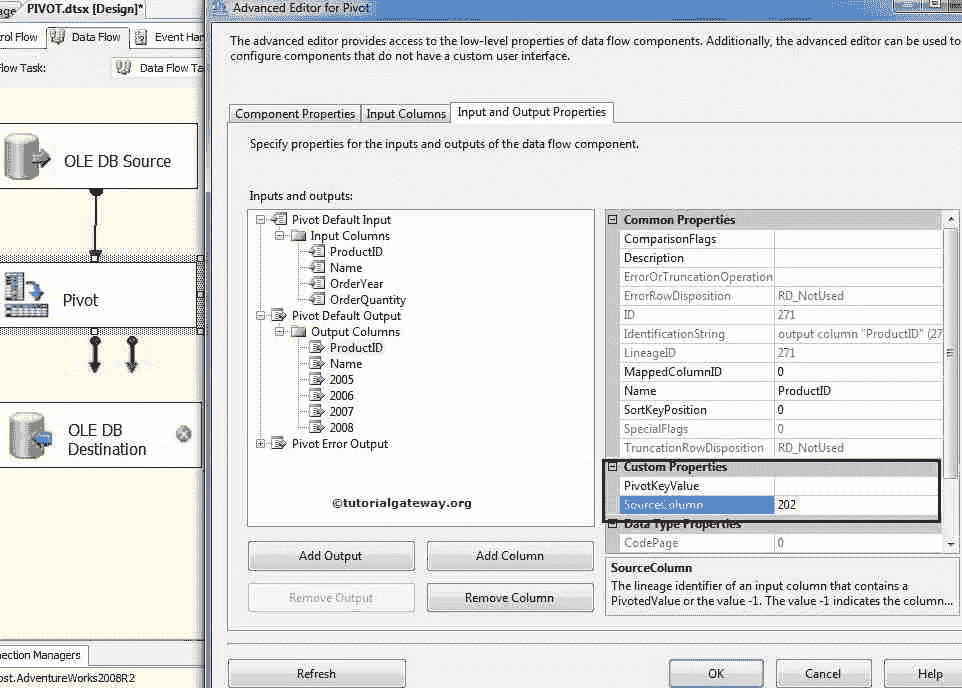 PIVOT.dtsx [Design]*
Data Flow
Event Han
Flow Task:
Data Flow Ta
OLE DB Source
Pivot
OLE DB
Destination
nection Managers
ost.AdventureWorks2008R2
Advanced Editor for Pivot
The advanced editor provides access to the low-level properties of data flow components. Additionally, the advanced editor can be used to
configure components that do not have a custom user interface.
Component Properties
Input Columns
Input and Output Properties
Specify properties for the inputs and outputs of the data flow component.
Inputs and outputs:
Pivot Default Input
Input Columns
ProductID
Name
OrderYear
OrderQuantity
Pivot Default Output
Output Columns
ProductID
Name
2005
2006
2007
2008
Pivot Error Output
©tutorialgateway.org
Add Output
Add Column
Remove Output
Remove Column
Common Properties
ComparisonFlags
Description
ErrorOrTruncationOperation
ErrorRowDisposition RD_NotUsed
ID 271
IdentificationString output column "ProductID" (27
LineageID 271
MappedColumnID 0
Name ProductID
SortKeyPosition 0
SpecialFlags 0
TruncationRowDisposition RD_NotUsed
Custom Properties
PivotKeyValue
SourceColumn 202
Data Type Properties
CodePage 0
SourceColumn
The lineage identifier of an input column that contains a
PivotedValue or the value -1. The value -1 indicates the column...
Refresh
OK
Cancel
Help